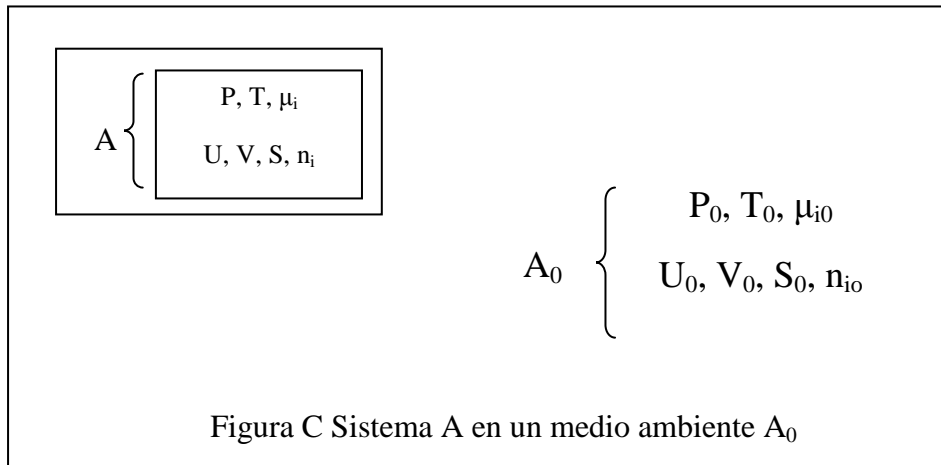 P, T, μi
A
U, V, S, ni
P0, T0, μi0
A0
U0, V0, S0, nio
Figura C Sistema A en un medio ambiente A0